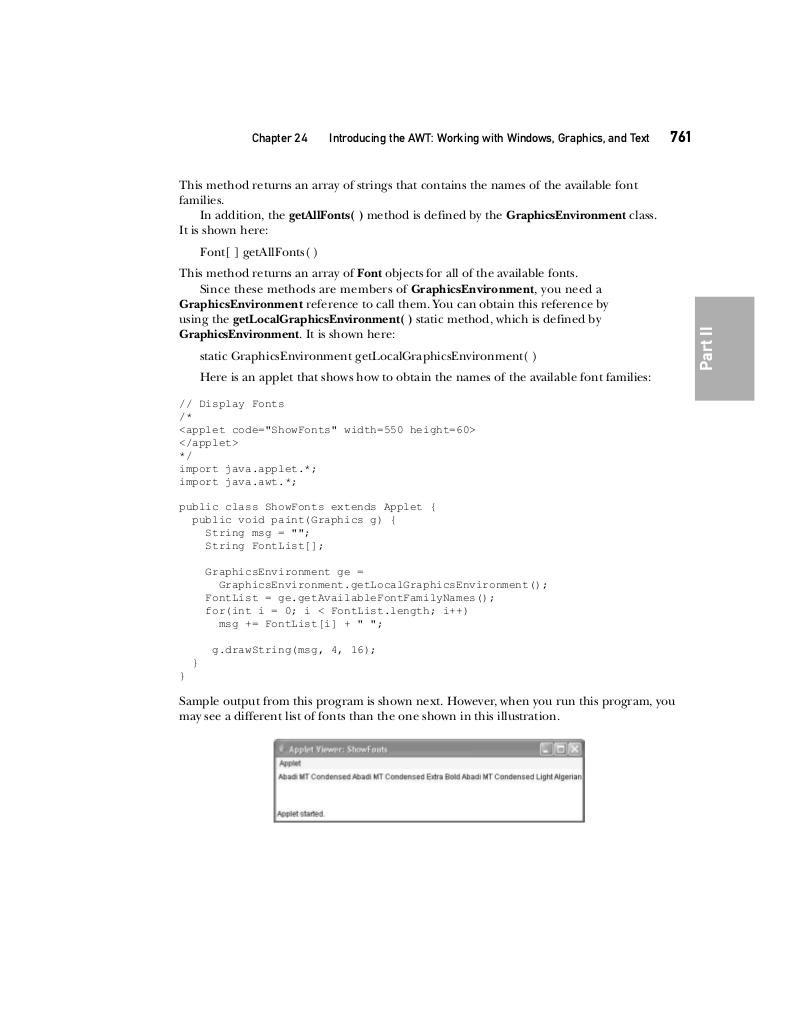 Chapter 24 Introducing the AWT: Working with Windows, Graphics, and Text 761
This method returns an array of strings that contains the names of the available font
families.
In addition, the getAllFonts( ) method is defined by the GraphicsEnvironment class.
It is shown here:
Font[ ] getAllFonts( )
This method returns an array of Font objects for all of the available fonts.
Since these methods are members of GraphicsEnvironment, you need a
GraphicsEnvironment reference to call them. You can obtain this reference by
using the getLocalGraphicsEnvironment( ) static method, which is defined by
GraphicsEnvironment. It is shown here:
static GraphicsEnvironment getLocalGraphicsEnvironment( )
Here is an applet that shows how to obtain the names of the available font families:
Part II
// Display Fonts
/*
<applet code="ShowFonts" width=550 height=60>
</applet>
*/
import java.applet.*;
import java.awt.*;
public class ShowFonts extends Applet {
public void paint(Graphics g) {
String msg = "";
String FontList[];
GraphicsEnvironment ge =
GraphicsEnvironment.getLocalGraphicsEnvironment();
FontList = ge.getAvailableFontFamilyNames();
for(int i = 0; i < FontList.length; i++)
msg += FontList[i] + " ";
g.drawString(msg, 4, 16);
}
}
Sample output from this program is shown next. However, when you run this program, you
may see a different list of fonts than the one shown in this illustration.
Applet Viewer: ShowFonts
Applet
Abadi MT Condensed Abadi MT Condensed Extra Bold Abadi MT Condensed Light Algerian
Applet started.